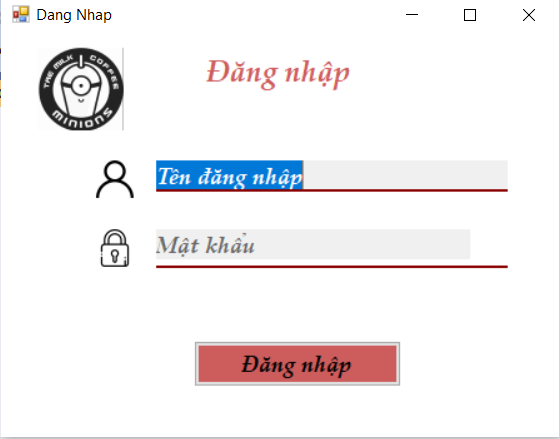 Dang Nhap
THE MILK COFFEE
MINIONS
Đăng nhập
Tên đăng nhập
Mật khẩu
Đăng nhập